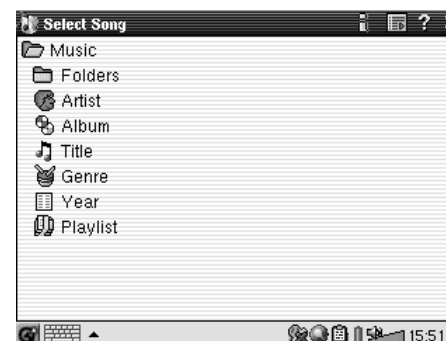 Select Song
?
Music
Folders
Artist
Album
Title
Genre
Year
Playlist
15:51